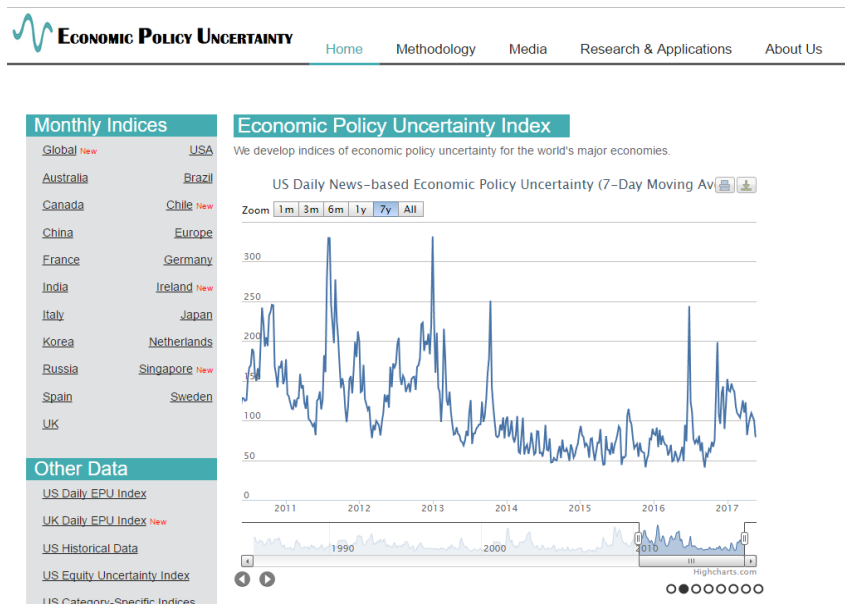 ECONOMIC POLICY UNCERTAINTY
Home Methodology Media Research & Applications About Us
Monthly Indices
Global New USA
Australia Brazil
Canada Chile New
China Europe
France Germany
India Ireland New
Italy Japan
Korea Netherlands
Russia Singapore New
Spain Sweden
UK
Other Data
US Daily EPU Index
UK Daily EPU Index New
US Historical Data
US Equity Uncertainty Index
US Category-Specific Indices
Economic Policy Uncertainty Index
We develop indices of economic policy uncertainty for the world's major economies.
US Daily News-based Economic Policy Uncertainty (7-Day Moving Av
Zoom 1m 3m 6m 1y 7y All
300
250
200
150
100
50
0
2011 2012 2013 2014 2015 2016 2017
1990 2000 2010
Highcharts.com